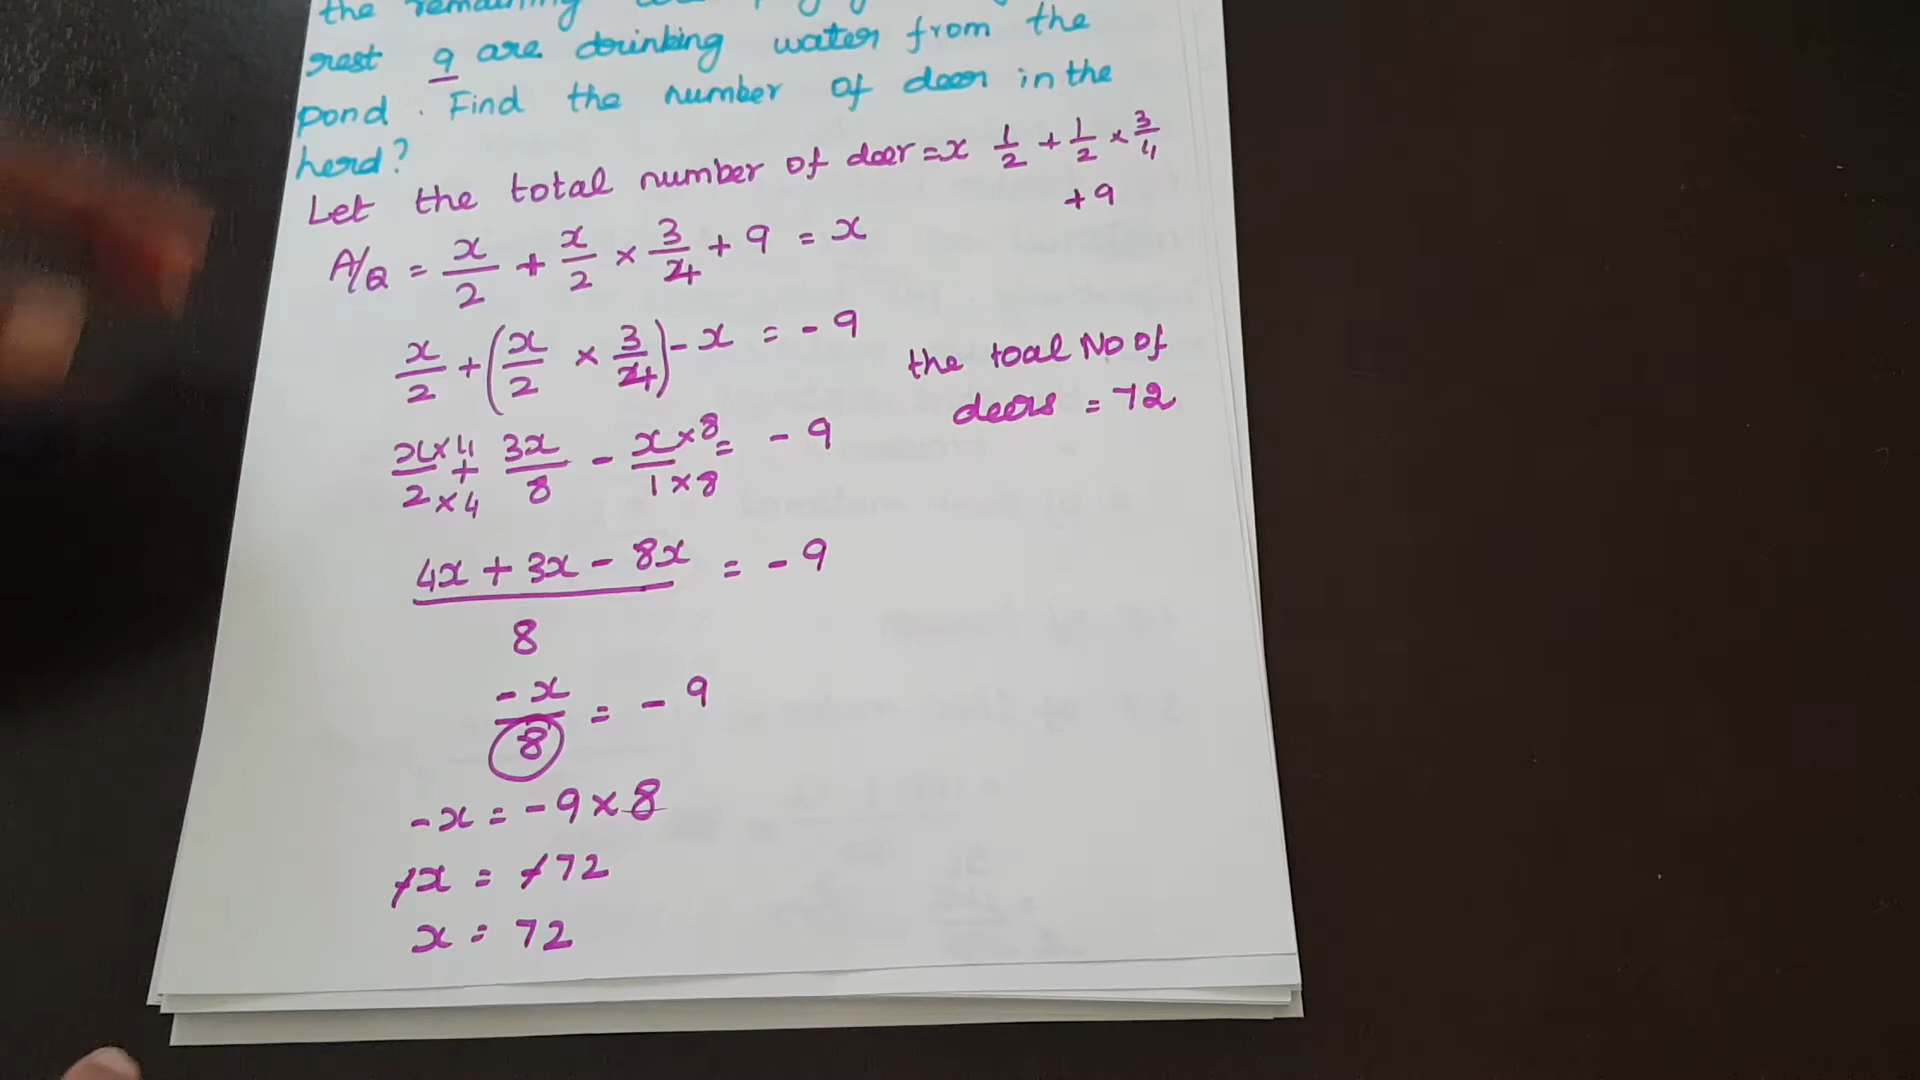 the remaining
rest 9 are drinking water from the
pond. Find the number of deer in the
herd?
Let the total number of deer = x 1/2 + 1/2 × 3/4
+ 9
A/Q = x/2 + x/2 × 3/4 + 9 = x
x/2 + (x/2 × 3/4) - x = - 9
the toal No of
deers = 72
x×4/2×4 + 3x/8 - x×8/1×8 = - 9
4x + 3x - 8x / 8 = - 9
-x/8 = - 9
-x = - 9 × 8
-x = -72
x = 72